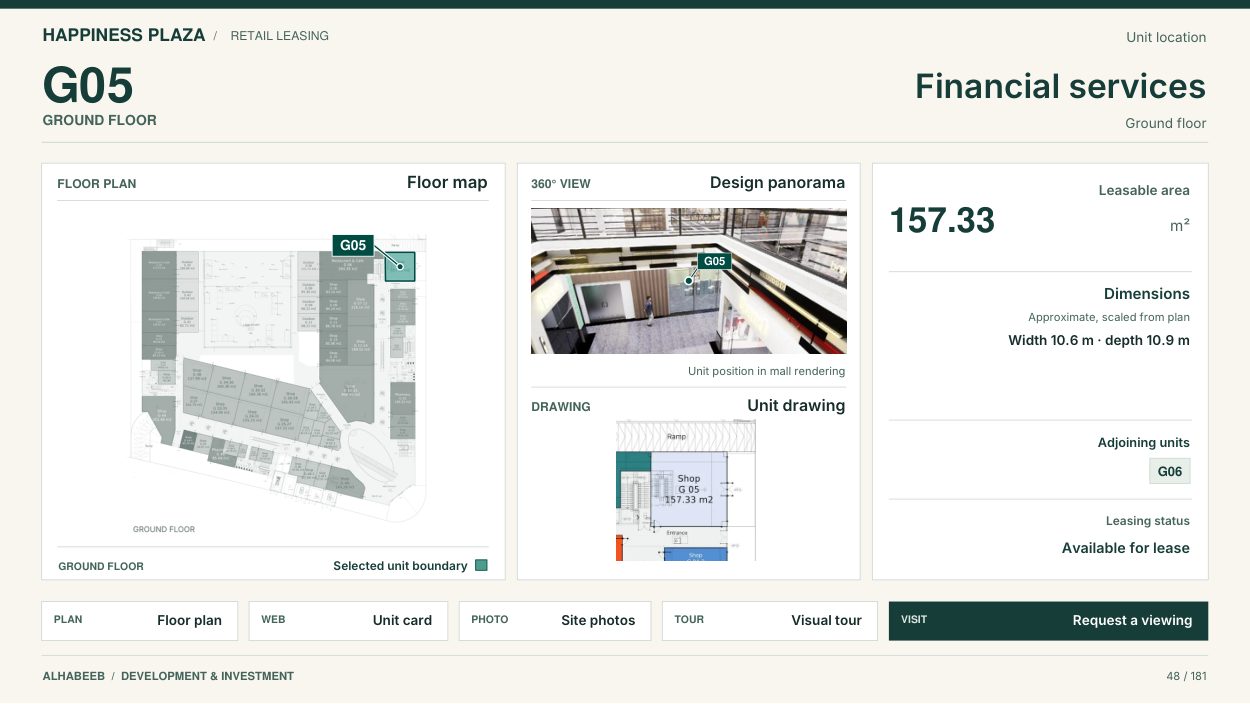 HAPPINESS PLAZA / RETAIL LEASING
Unit location
G05
Financial services
GROUND FLOOR
Ground floor
FLOOR PLAN
Floor map
G05
GROUND FLOOR
GROUND FLOOR
Selected unit boundary
360° VIEW
Design panorama
G05
Unit position in mall rendering
DRAWING
Unit drawing
Ramp
Shop
G 05
157.33 m2
Entrance
Shop
Leasable area
157.33
m²
Dimensions
Approximate, scaled from plan
Width 10.6 m · depth 10.9 m
Adjoining units
G06
Leasing status
Available for lease
PLAN
Floor plan
WEB
Unit card
PHOTO
Site photos
TOUR
Visual tour
VISIT
Request a viewing
ALHABEEB / DEVELOPMENT & INVESTMENT
48 / 181